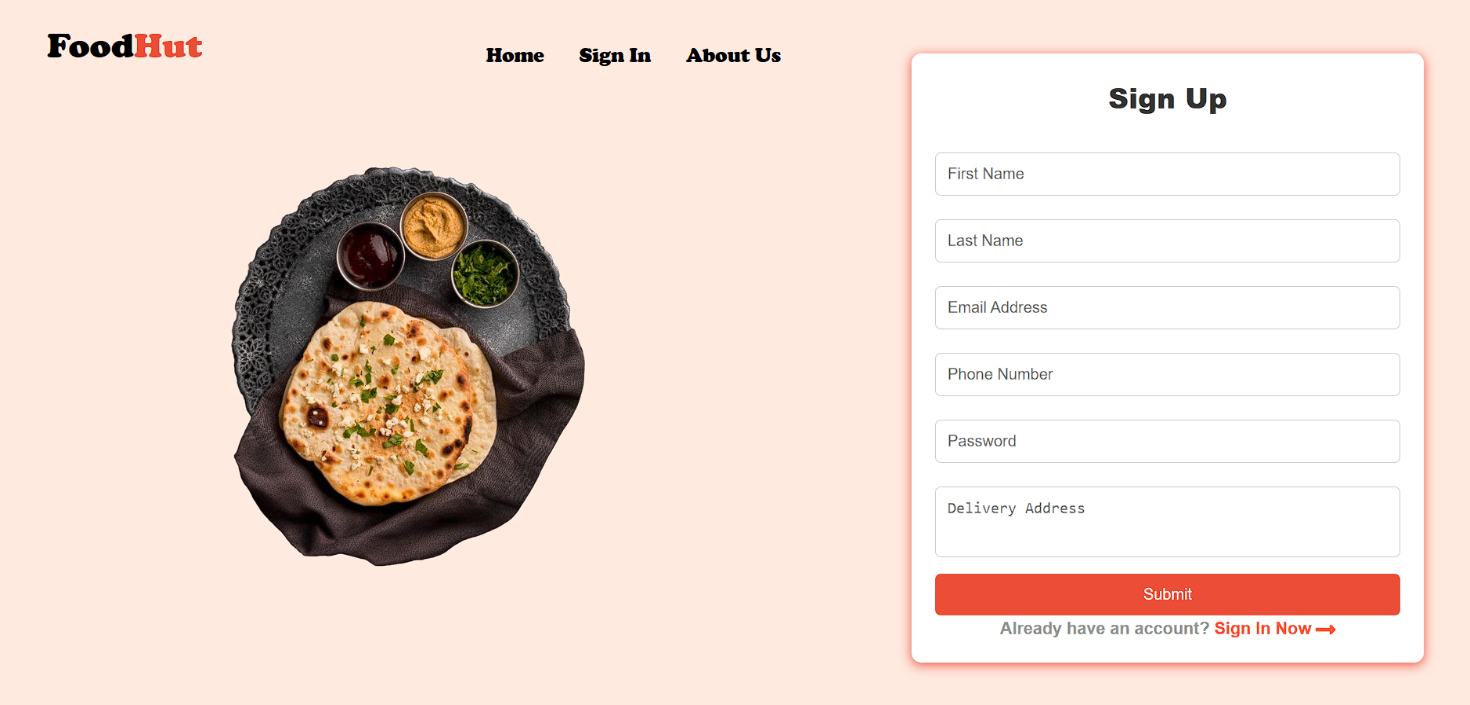 FoodHut
Home Sign In About Us
Sign Up
First Name
Last Name
Email Address
Phone Number
Password
Delivery Address
Submit
Already have an account? Sign In Now